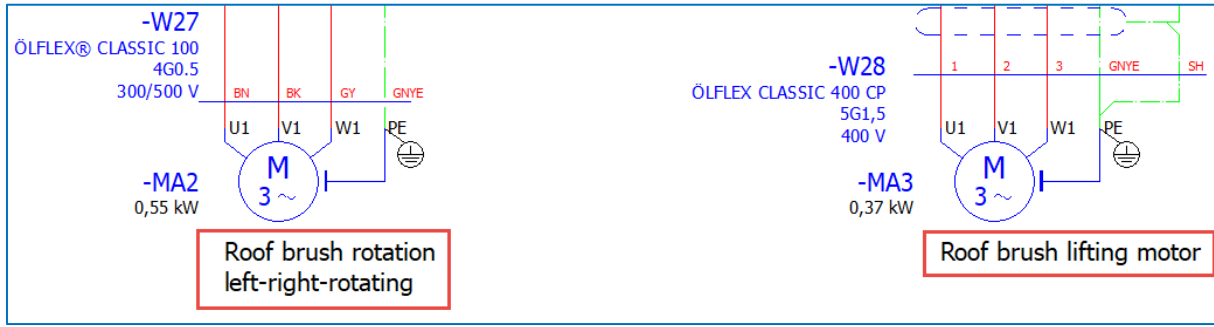 -W27
ÖLFLEX® CLASSIC 100
4G0.5
300/500 V
BN BK GY GNYE
U1 V1 W1 PE
M
3 ~
-MA2
0,55 kW
Roof brush rotation
left-right-rotating
-W28
ÖLFLEX CLASSIC 400 CP
5G1,5
400 V
1 2 3 GNYE SH
U1 V1 W1 PE
M
3 ~
-MA3
0,37 kW
Roof brush lifting motor